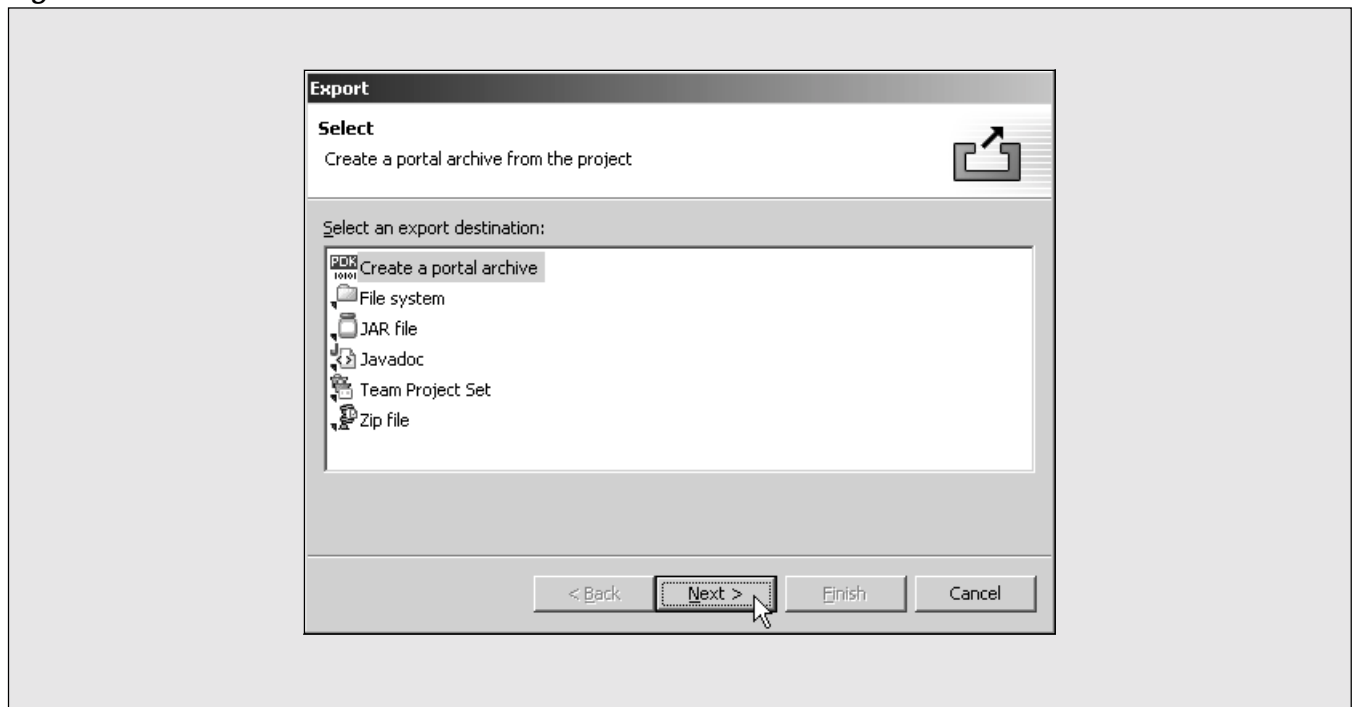 Export
Select
Create a portal archive from the project
Select an export destination:
PDK
10101
Create a portal archive
File system
JAR file
Javadoc
Team Project Set
Zip file
< Back Next > Finish Cancel